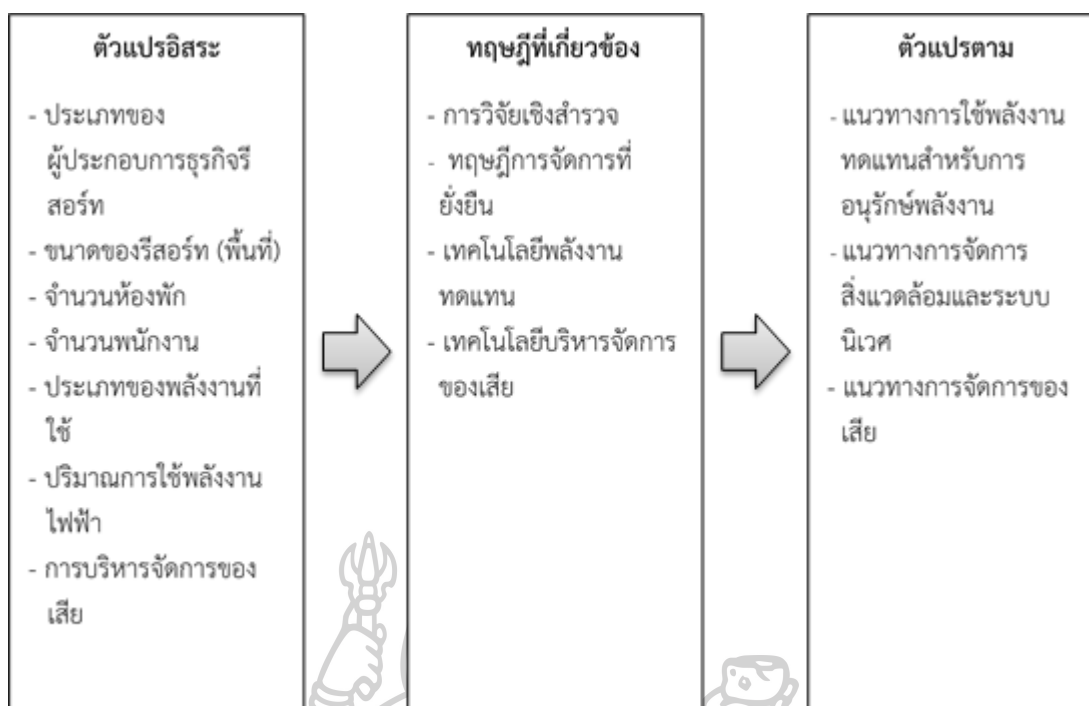 ตัวแปรอิสระ
- ประเภทของ
ผู้ประกอบการธุรกิจรี
สอร์ท
- ขนาดของรีสอร์ท (พื้นที่)
- จำนวนห้องพัก
- จำนวนพนักงาน
- ประเภทของพลังงานที่
ใช้
- ปริมาณการใช้พลังงาน
ไฟฟ้า
- การบริหารจัดการของ
เสีย
ทฤษฎีที่เกี่ยวข้อง
- การวิจัยเชิงสำรวจ
- ทฤษฎีการจัดการที่
ยั่งยืน
- เทคโนโลยีพลังงาน
ทดแทน
- เทคโนโลยีบริหารจัดการ
ของเสีย
ตัวแปรตาม
- แนวทางการใช้พลังงาน
ทดแทนสำหรับการ
อนุรักษ์พลังงาน
- แนวทางการจัดการ
สิ่งแวดล้อมและระบบ
นิเวศ
- แนวทางการจัดการของ
เสีย